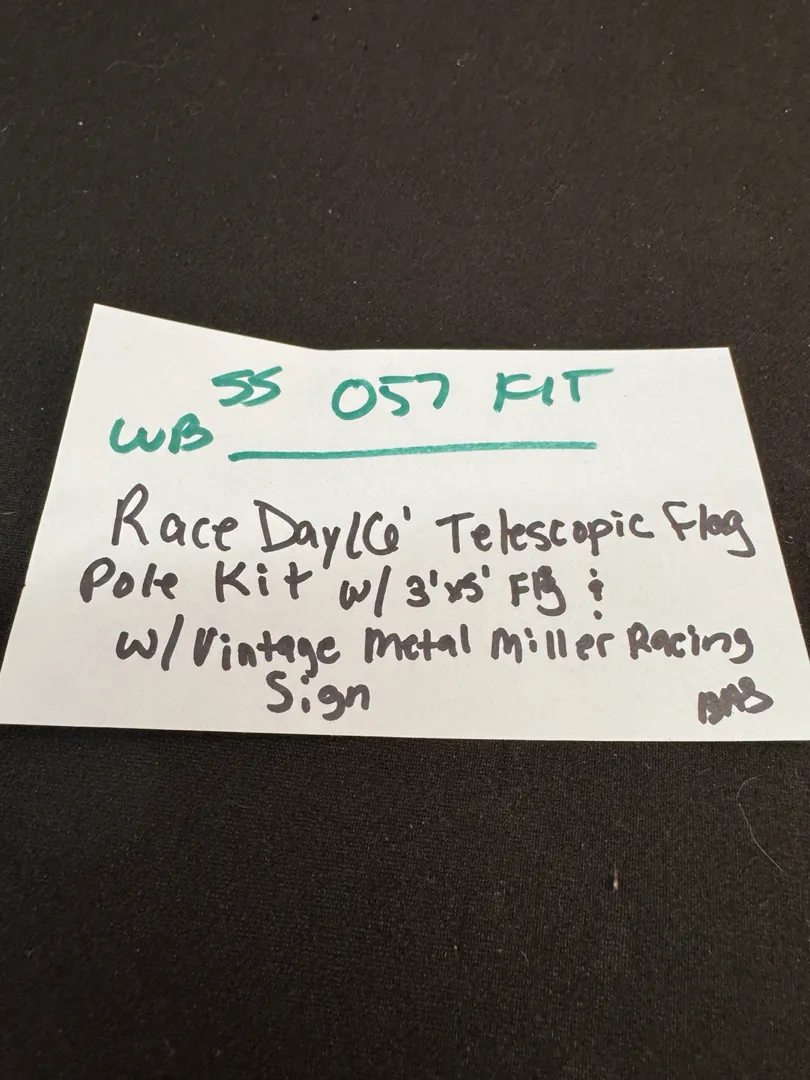 SS 057 KIT
WB
Race Day 16' Telescopic Flag
Pole Kit w/ 3'x5' Flg &
w/ Vintage Metal Miller Racing
Sign